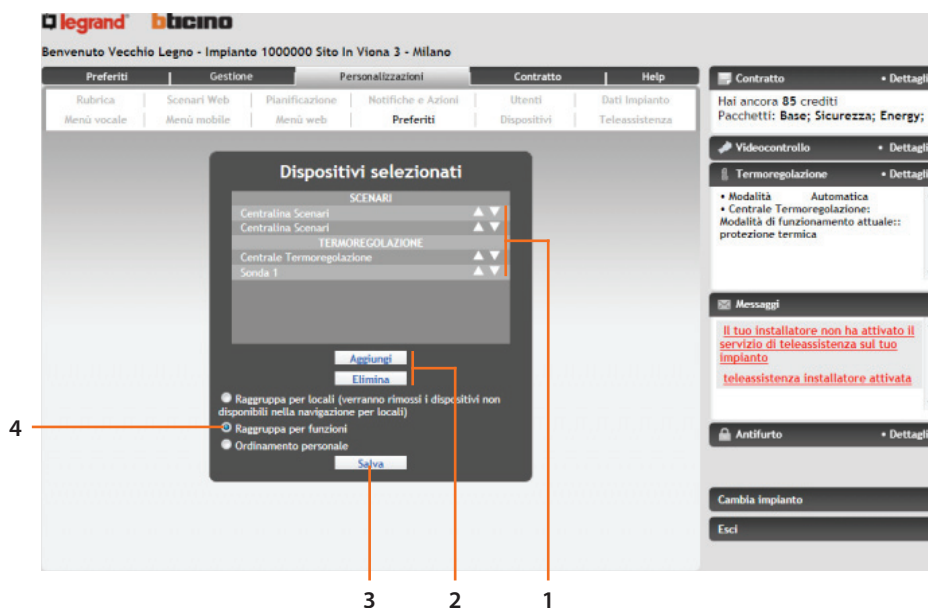 legrand bticino
Benvenuto Vecchio Legno - Impianto 1000000 Sito In Viona 3 - Milano
Preferiti | Gestione Personalizzazioni Contratto | Help
Rubrica Scenari Web Pianificazione Notifiche e Azioni Utenti Dati Impianto
Menù vocale Menù mobile Menù web Preferiti Dispositivi Teleassistenza
Dispositivi selezionati
SCENARI
Centralina Scenari
Centralina Scenari
TERMOREGOLAZIONE
Centrale Termoregolazione
Sonda 1
Aggiungi
Elimina
Raggruppa per locali (verranno rimossi i dispositivi non
disponibili nella navigazione per locali)
Raggruppa per funzioni
Ordinamento personale
Salva
Contratto • Dettagli
Hai ancora 85 crediti
Pacchetti: Base; Sicurezza; Energy;
Videocontrollo • Dettagli
Termoregolazione • Dettagli
• Modalità Automatica
• Centrale Termoregolazione:
Modalità di funzionamento attuale::
protezione termica
Messaggi
Il tuo installatore non ha attivato il
servizio di teleassistenza sul tuo
impianto
teleassistenza installatore attivata
Antifurto • Dettagli
Cambia impianto
Esci
4
3 2 1